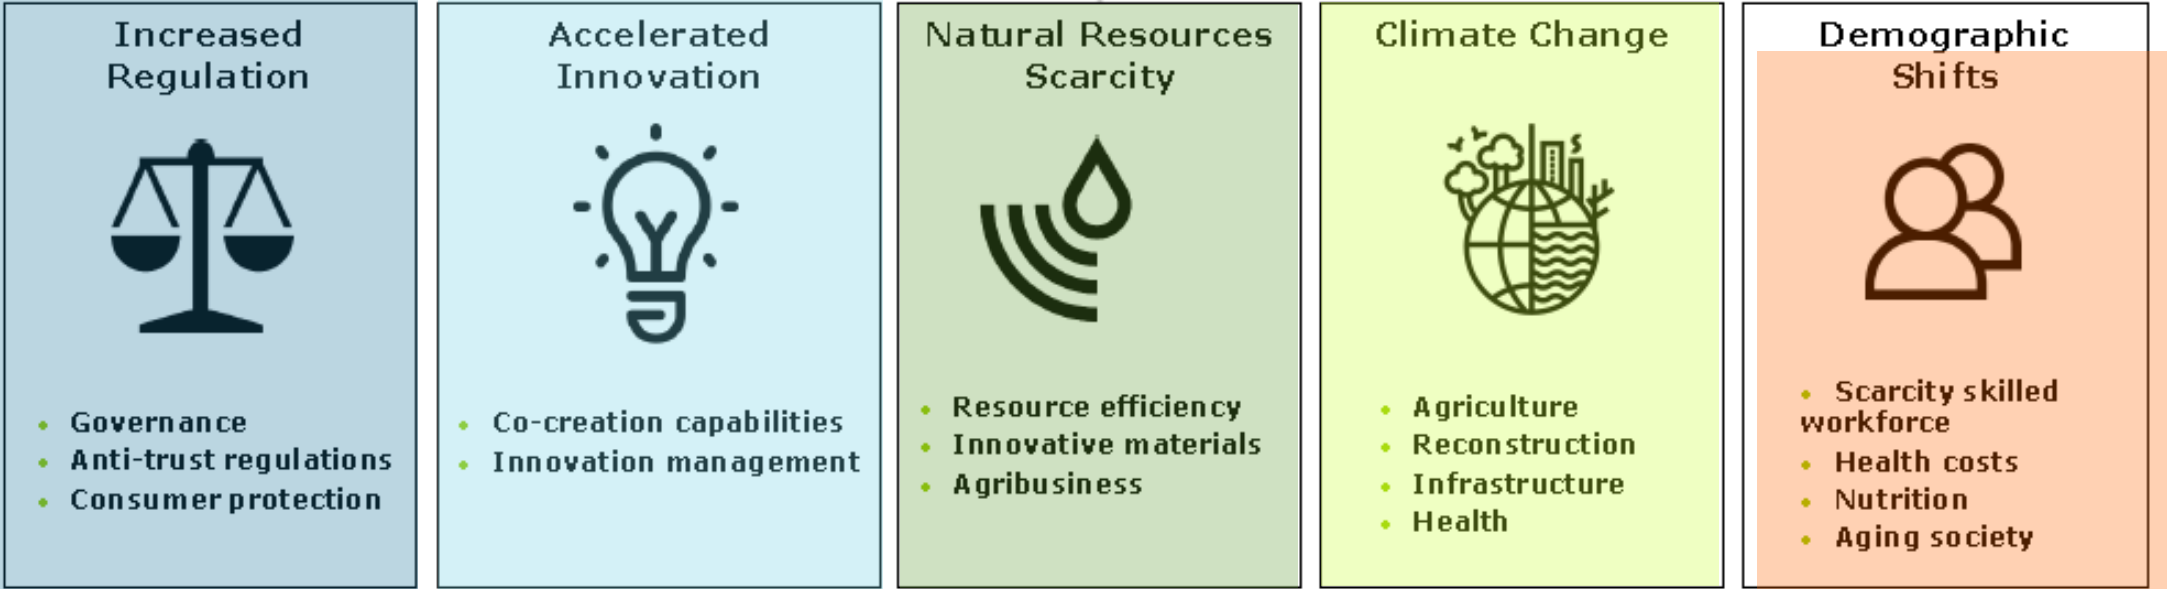 Increased
Regulation
• Governance
• Anti-trust regulations
• Consumer protection
Accelerated
Innovation
• Co-creation capabilities
• Innovation management
Natural Resources
Scarcity
• Resource efficiency
• Innovative materials
• Agribusiness
Climate Change
• Agriculture
• Reconstruction
• Infrastructure
• Health
Demographic
Shifts
• Scarcity skilled
workforce
• Health costs
• Nutrition
• Aging society